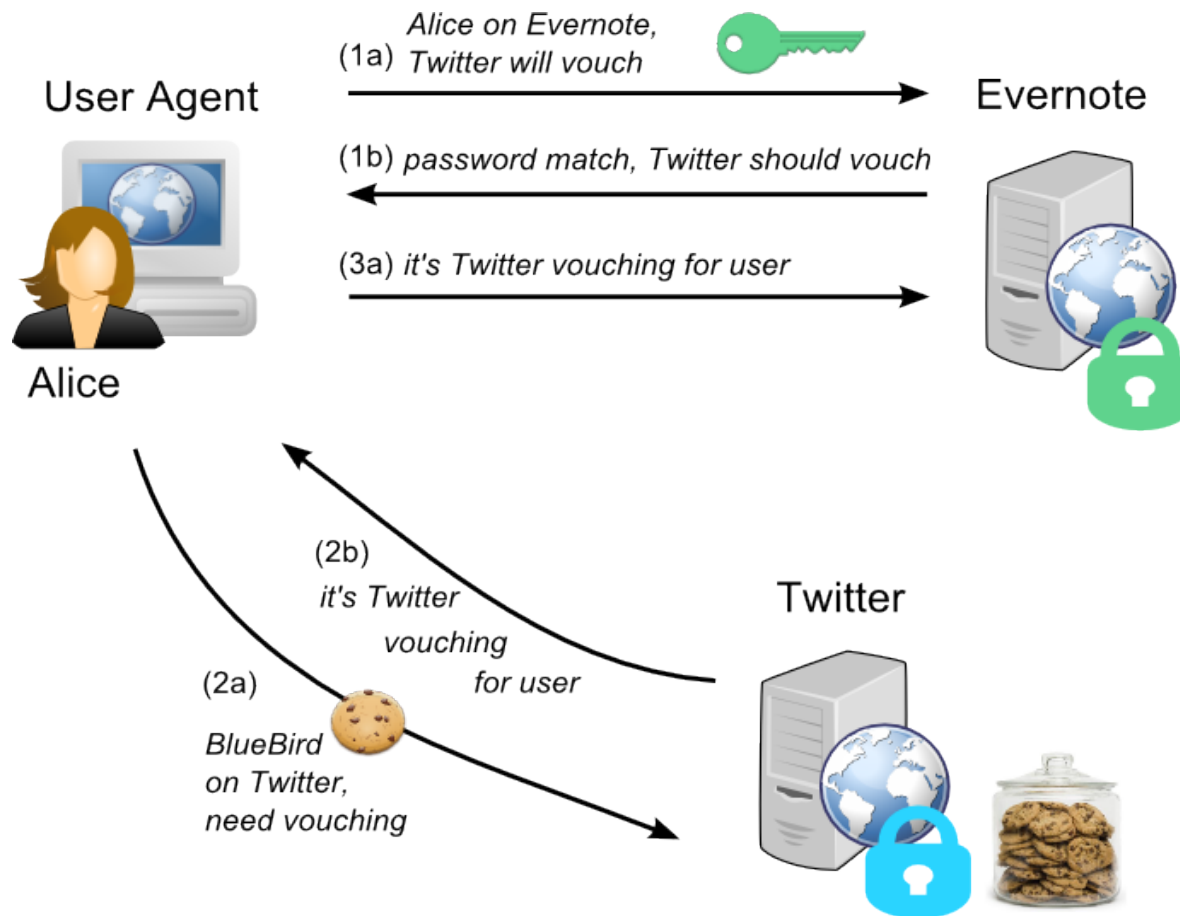 Alice on Evernote,
(1a) Twitter will vouch
User Agent
Evernote
(1b) password match, Twitter should vouch
(3a) it's Twitter vouching for user
Alice
(2b)
it's Twitter
vouching
for user
Twitter
(2a)
BlueBird
on Twitter,
need vouching